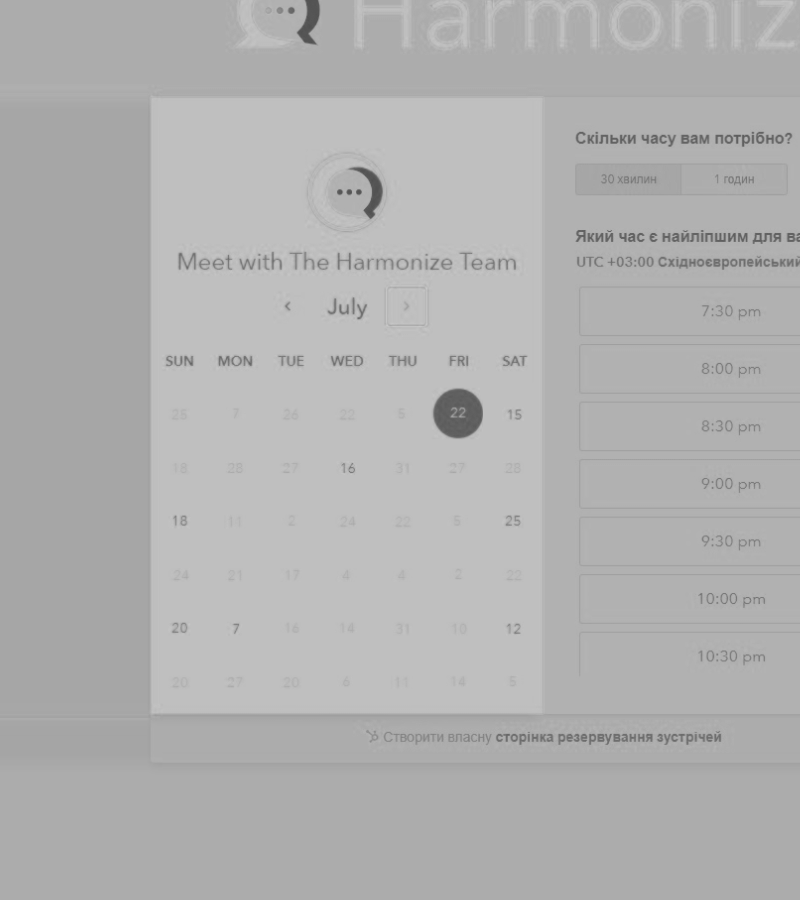 Harmoniz
Meet with The Harmonize Team
‹ July ›
SUN MON TUE WED THU FRI SAT
25 7 26 22 5 22 15
18 28 27 16 31 27 28
18 11 2 24 22 5 25
24 21 17 4 4 2 22
20 7 16 14 31 10 12
20 27 20 6 11 14 5
Скільки часу вам потрібно?
30 хвилин 1 годин
Який час є найліпшим для ва
UTC +03:00 Східноєвропейський
7:30 pm
8:00 pm
8:30 pm
9:00 pm
9:30 pm
10:00 pm
10:30 pm
Створити власну сторінка резервування зустрічей